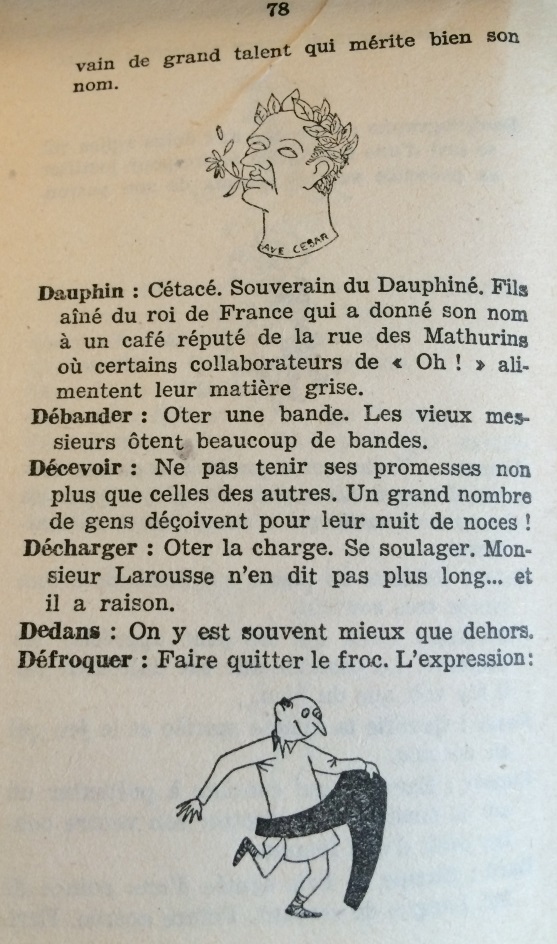 78
vain de grand talent qui mérite bien son
nom.
AVE CESAR
Dauphin : Cétacé. Souverain du Dauphiné. Fils
aîné du roi de France qui a donné son nom
à un café réputé de la rue des Mathurins
où certains collaborateurs de « Oh ! » ali-
mentent leur matière grise.
Débander : Oter une bande. Les vieux mes-
sieurs ôtent beaucoup de bandes.
Décevoir : Ne pas tenir ses promesses non
plus que celles des autres. Un grand nombre
de gens déçoivent pour leur nuit de noces !
Décharger : Oter la charge. Se soulager. Mon-
sieur Larousse n'en dit pas plus long... et
il a raison.
Dedans : On y est souvent mieux que dehors.
Défroquer : Faire quitter le froc. L'expression: